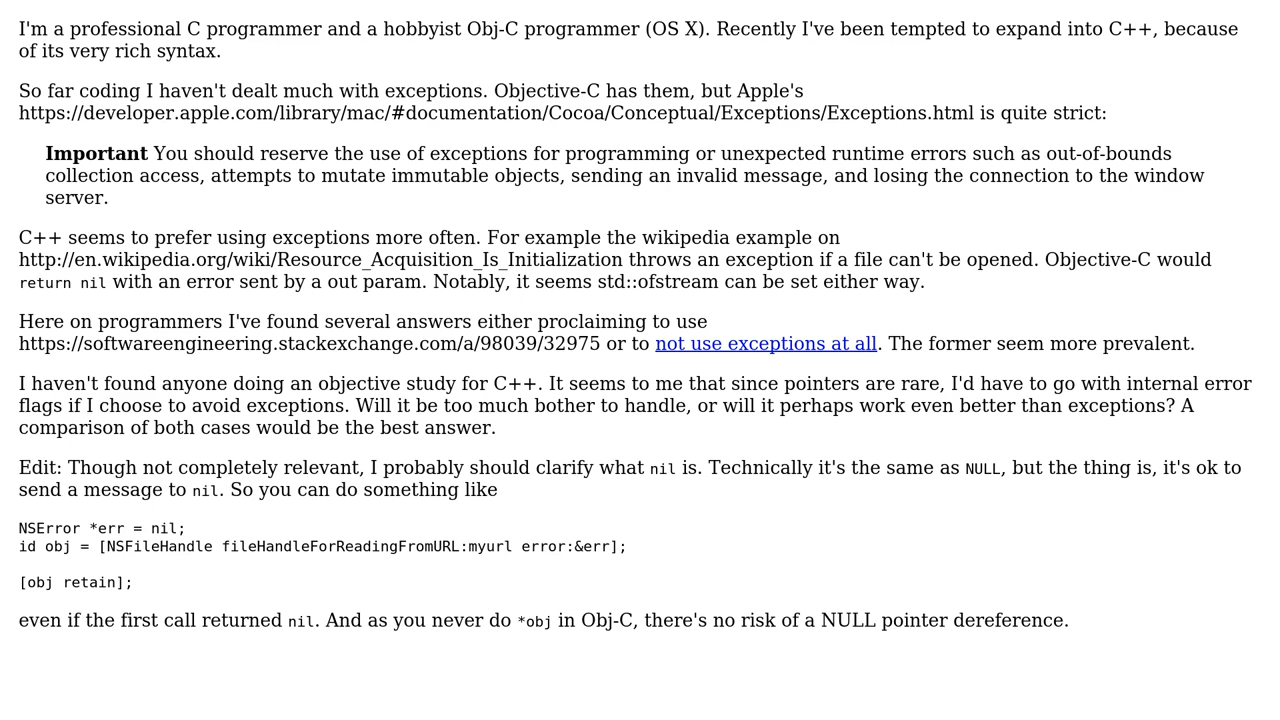 I'm a professional C programmer and a hobbyist Obj-C programmer (OS X). Recently I've been tempted to expand into C++, because
of its very rich syntax.
So far coding I haven't dealt much with exceptions. Objective-C has them, but Apple's
https://developer.apple.com/library/mac/#documentation/Cocoa/Conceptual/Exceptions/Exceptions.html is quite strict:
Important You should reserve the use of exceptions for programming or unexpected runtime errors such as out-of-bounds
collection access, attempts to mutate immutable objects, sending an invalid message, and losing the connection to the window
server.
C++ seems to prefer using exceptions more often. For example the wikipedia example on
http://en.wikipedia.org/wiki/Resource_Acquisition_Is_Initialization throws an exception if a file can't be opened. Objective-C would
return nil with an error sent by a out param. Notably, it seems std::ofstream can be set either way.
Here on programmers I've found several answers either proclaiming to use
https://softwareengineering.stackexchange.com/a/98039/32975 or to not use exceptions at all. The former seem more prevalent.
I haven't found anyone doing an objective study for C++. It seems to me that since pointers are rare, I'd have to go with internal error
flags if I choose to avoid exceptions. Will it be too much bother to handle, or will it perhaps work even better than exceptions? A
comparison of both cases would be the best answer.
Edit: Though not completely relevant, I probably should clarify what nil is. Technically it's the same as NULL, but the thing is, it's ok to
send a message to nil. So you can do something like
NSError *err = nil;
id obj = [NSFileHandle fileHandleForReadingFromURL:myurl error:&err];
[obj retain];
even if the first call returned nil. And as you never do *obj in Obj-C, there's no risk of a NULL pointer dereference.